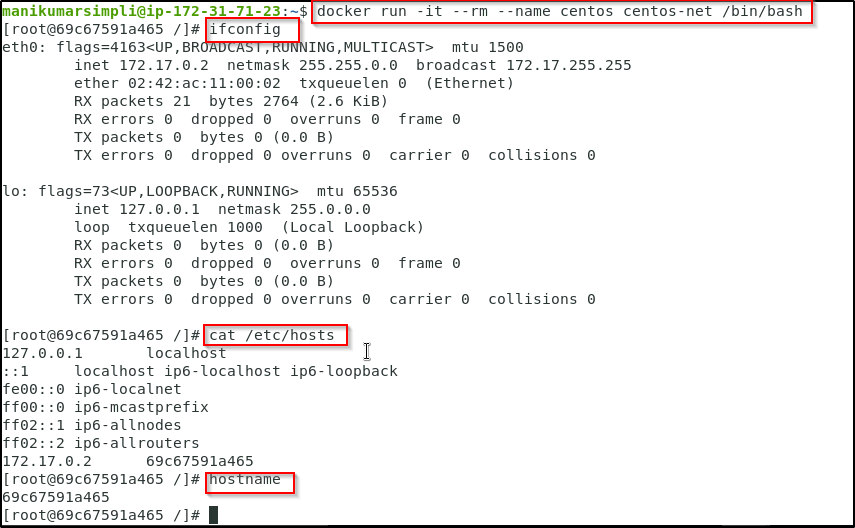 manikumarsimpli@ip-172-31-71-23:~$ docker run -it --rm --name centos centos-net /bin/bash
[root@69c67591a465 /]# ifconfig
eth0: flags=4163<UP,BROADCAST,RUNNING,MULTICAST>  mtu 1500
        inet 172.17.0.2  netmask 255.255.0.0  broadcast 172.17.255.255
        ether 02:42:ac:11:00:02  txqueuelen 0  (Ethernet)
        RX packets 21  bytes 2764 (2.6 KiB)
        RX errors 0  dropped 0  overruns 0  frame 0
        TX packets 0  bytes 0 (0.0 B)
        TX errors 0  dropped 0 overruns 0  carrier 0  collisions 0

lo: flags=73<UP,LOOPBACK,RUNNING>  mtu 65536
        inet 127.0.0.1  netmask 255.0.0.0
        loop  txqueuelen 1000  (Local Loopback)
        RX packets 0  bytes 0 (0.0 B)
        RX errors 0  dropped 0  overruns 0  frame 0
        TX packets 0  bytes 0 (0.0 B)
        TX errors 0  dropped 0 overruns 0  carrier 0  collisions 0

[root@69c67591a465 /]# cat /etc/hosts
127.0.0.1       localhost
::1     localhost ip6-localhost ip6-loopback
fe00::0 ip6-localnet
ff00::0 ip6-mcastprefix
ff02::1 ip6-allnodes
ff02::2 ip6-allrouters
172.17.0.2      69c67591a465
[root@69c67591a465 /]# hostname
69c67591a465
[root@69c67591a465 /]#